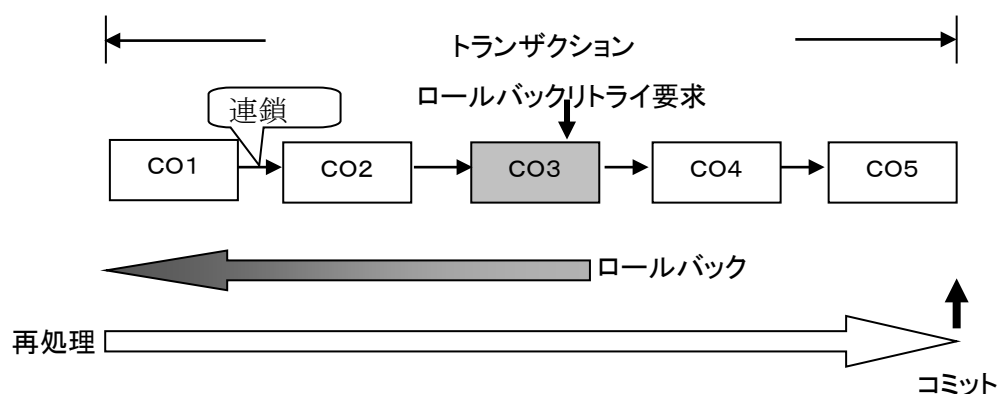 トランザクション
ロールバックリトライ要求
連鎖
CO1
CO2
CO3
CO4
CO5
ロールバック
再処理
コミット